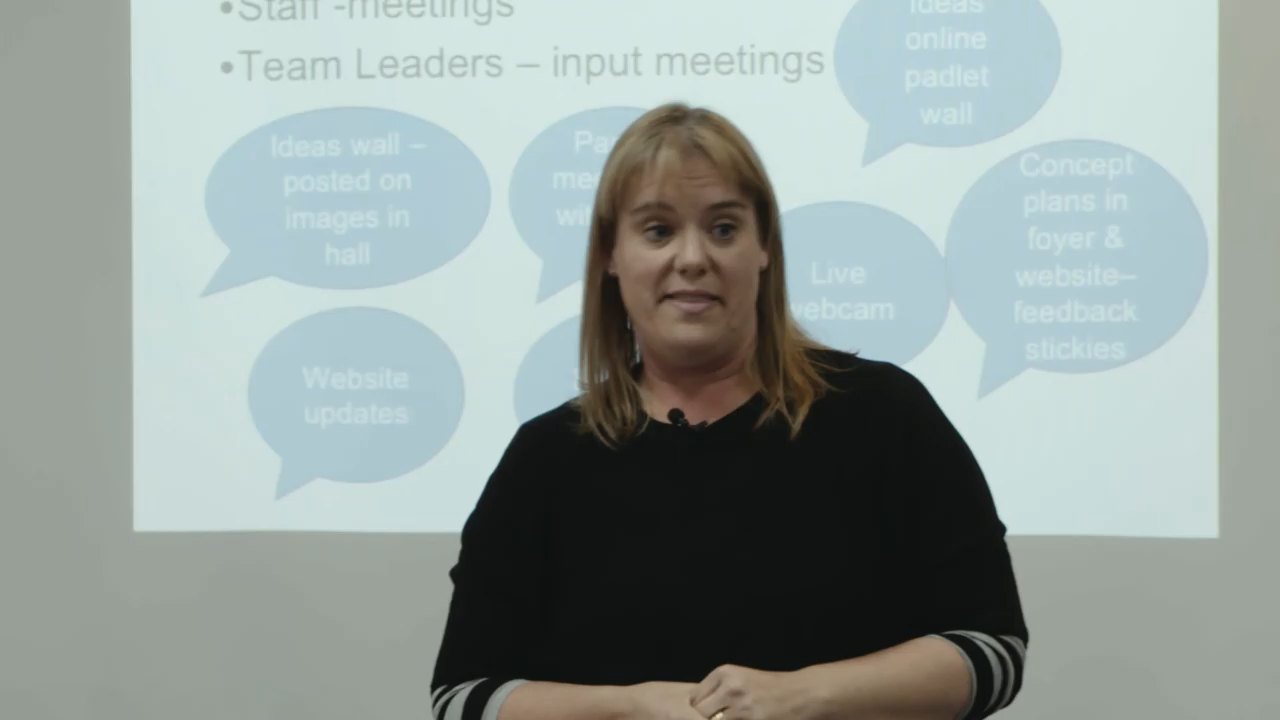 •Staff -meetings
•Team Leaders – input meetings
Ideas
online
padlet
wall
Ideas wall –
posted on
images in
hall
Live
webcam
Concept
plans in
foyer &
website–
feedback
stickies
Website
updates